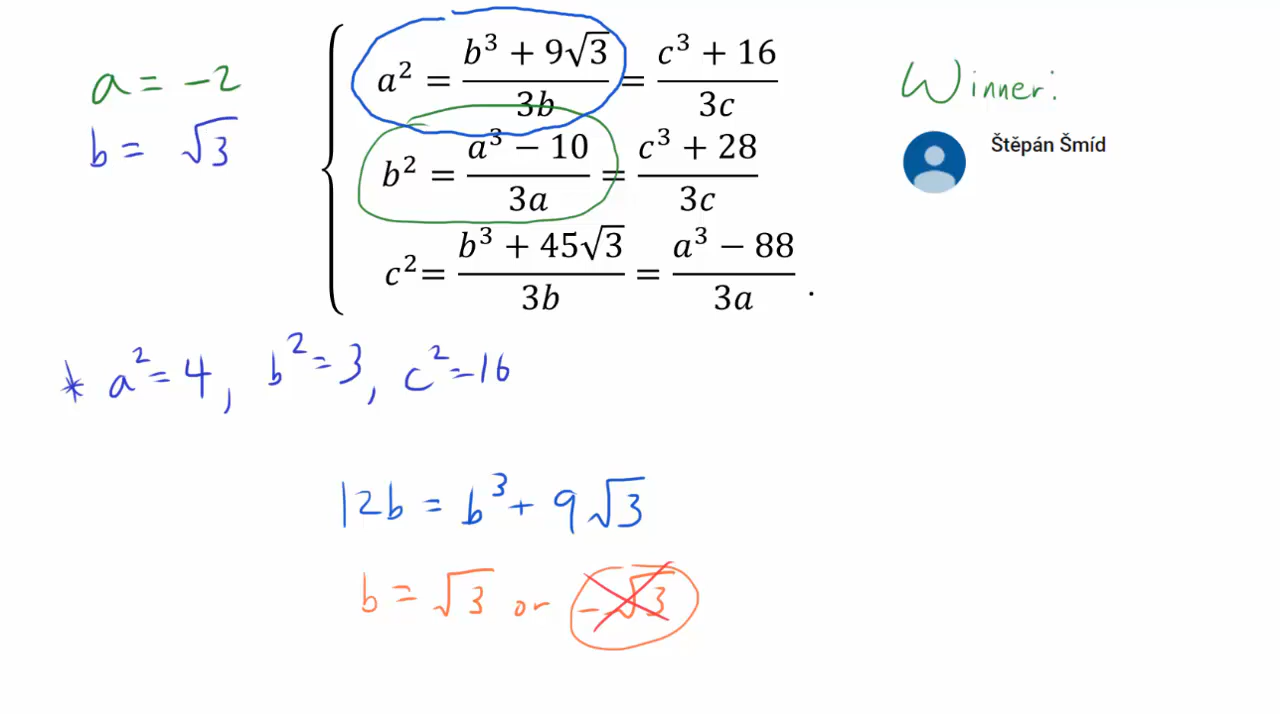 a = -2
b = √3
a² = (b³ + 9√3)/(3b) = (c³ + 16)/(3c)
b² = (a³ − 10)/(3a) = (c³ + 28)/(3c)
c² = (b³ + 45√3)/(3b) = (a³ − 88)/(3a) .
Winner:
Štěpán Šmíd
* a² = 4, b² = 3, c² = 16
12b = b³ + 9√3
b = √3 or -√3